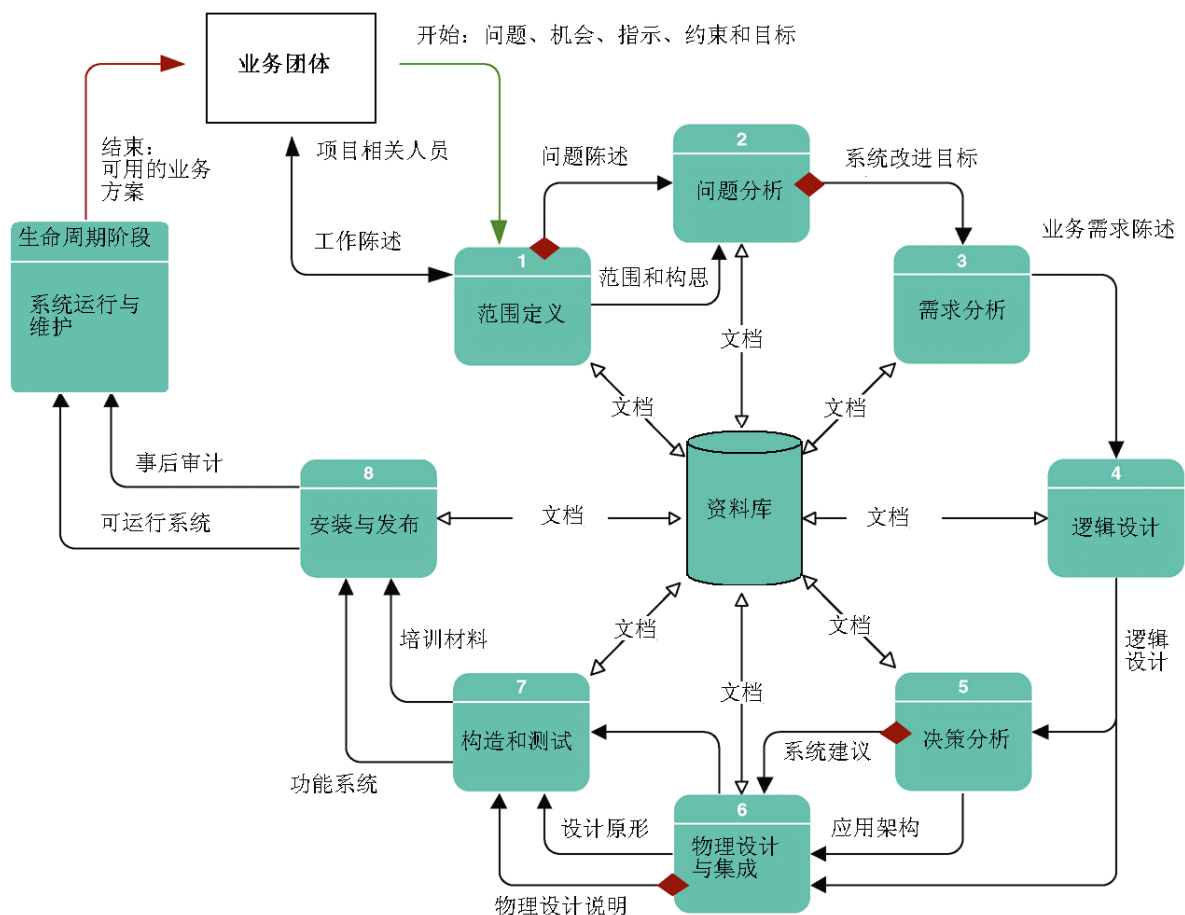 开始：问题、机会、指示、约束和目标
业务团体
结束：
可用的业务
方案
项目相关人员
问题陈述
2
问题分析
系统改进目标
生命周期阶段
系统运行与
维护
工作陈述
1
范围定义
范围和构思
3
需求分析
业务需求陈述
文档
文档
文档
事后审计
可运行系统
8
安装与发布
文档
资料库
文档
4
逻辑设计
培训材料
文档
文档
文档
逻辑
设计
7
构造和测试
功能系统
系统建议
5
决策分析
设计原形
6
物理设计
与集成
应用架构
物理设计说明